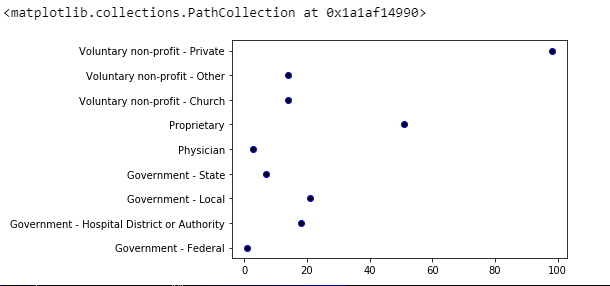 <matplotlib.collections.PathCollection at 0x1a1af14990>
Voluntary non-profit - Private
Voluntary non-profit - Other
Voluntary non-profit - Church
Proprietary
Physician
Government - State
Government - Local
Government - Hospital District or Authority
Government - Federal
0 20 40 60 80 100